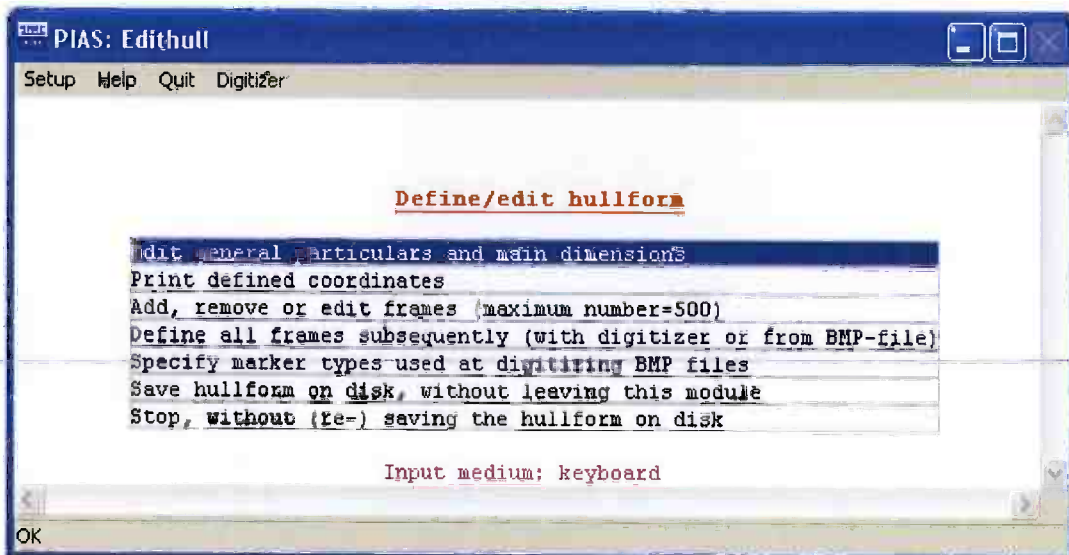 PIAS: Edithull
Setup Help Quit Digitizer
Define/edit hullform
Edit general particulars and main dimensions
Print defined coordinates
Add, remove or edit frames (maximum number=500)
Define all frames subsequently (with digitizer or from BMP-file)
Specify marker types used at digitizing BMP files
Save hullform on disk, without leaving this module
Stop, without (re-) saving the hullform on disk
Input medium: keyboard
OK